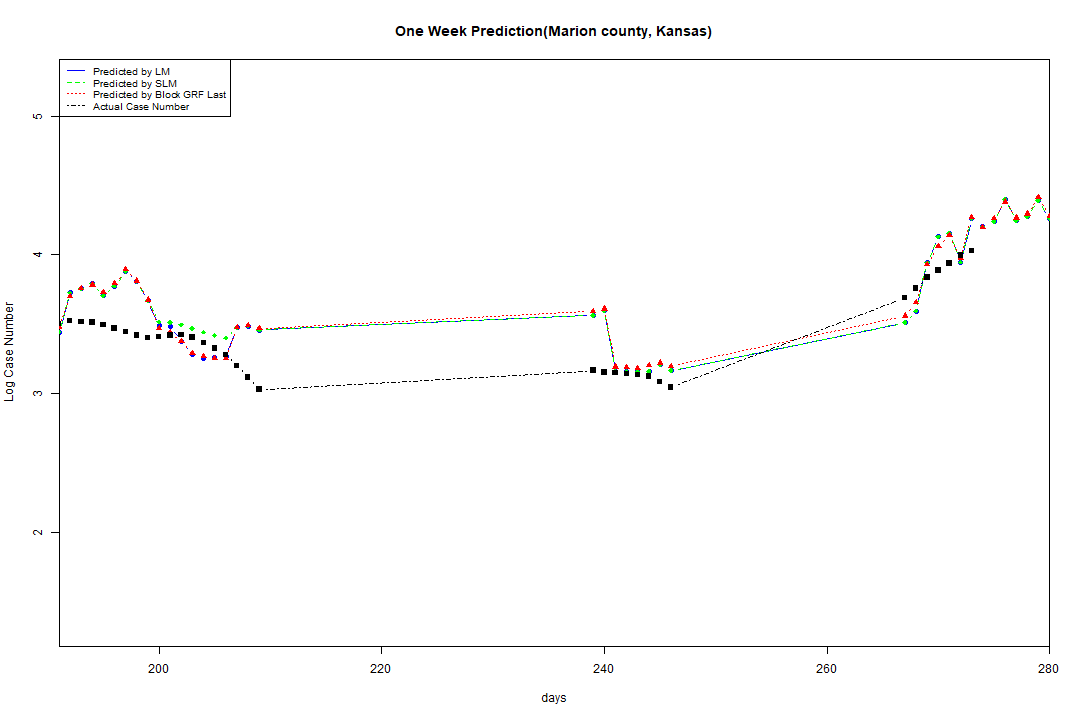 One Week Prediction(Marion county, Kansas)
Predicted by LM
Predicted by SLM
Predicted by Block GRF Last
Actual Case Number
5
4
3
2
Log Case Number
200 220 240 260 280
days